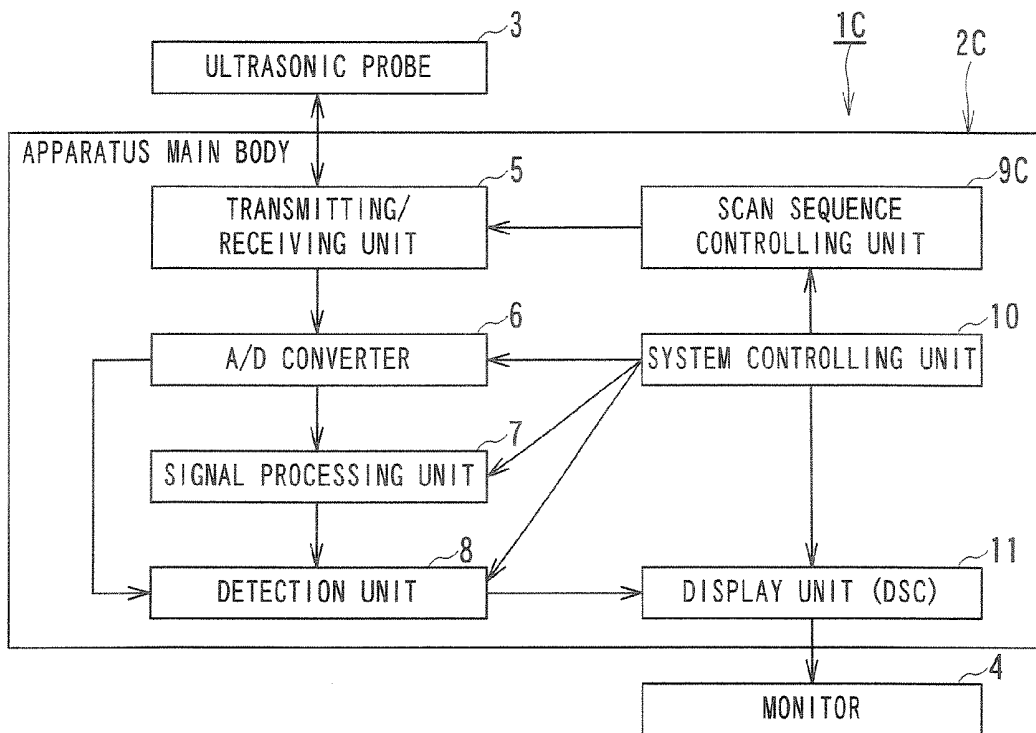 3
ULTRASONIC PROBE
1C
2C
APPARATUS MAIN BODY
5
TRANSMITTING/
RECEIVING UNIT
9C
SCAN SEQUENCE
CONTROLLING UNIT
6
A/D CONVERTER
10
SYSTEM CONTROLLING UNIT
7
SIGNAL PROCESSING UNIT
8
DETECTION UNIT
11
DISPLAY UNIT (DSC)
4
MONITOR